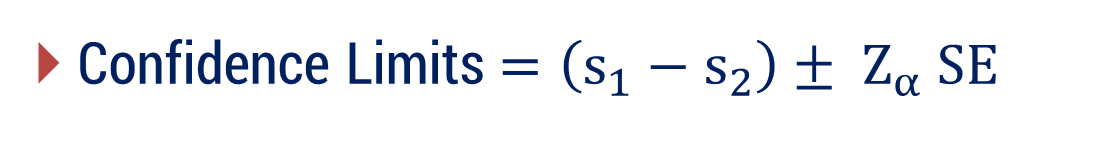 Confidence Limits = (s₁ − s₂) ± Z_α SE